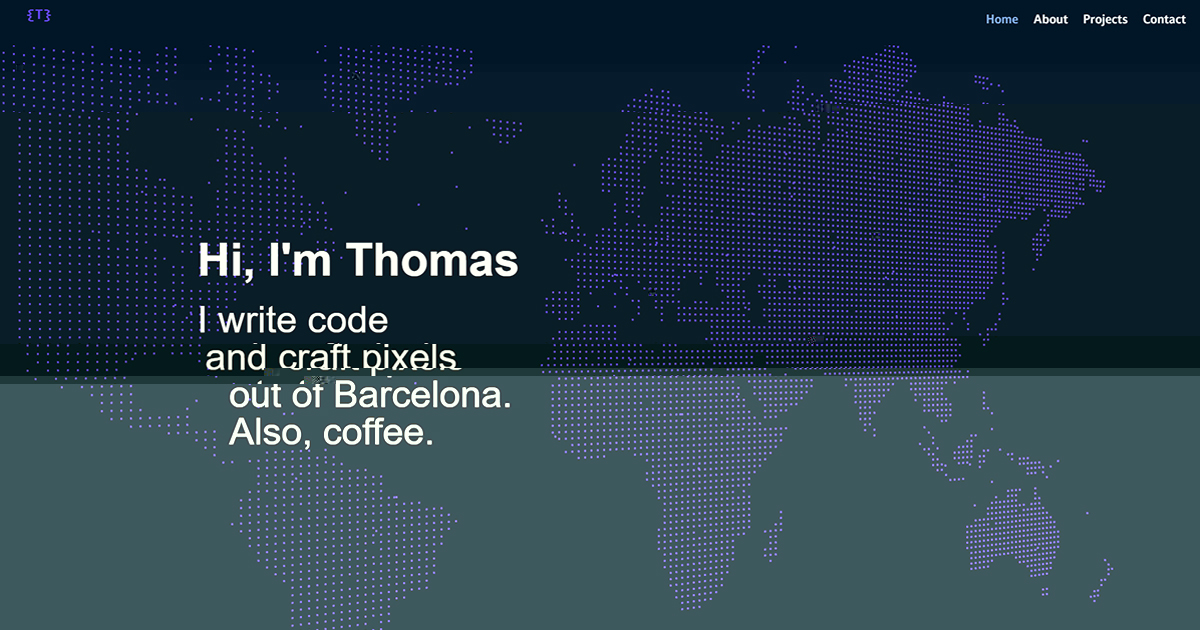 {T}
Home About Projects Contact
Hi, I'm Thomas
I write code
and craft pixels
out of Barcelona.
Also, coffee.